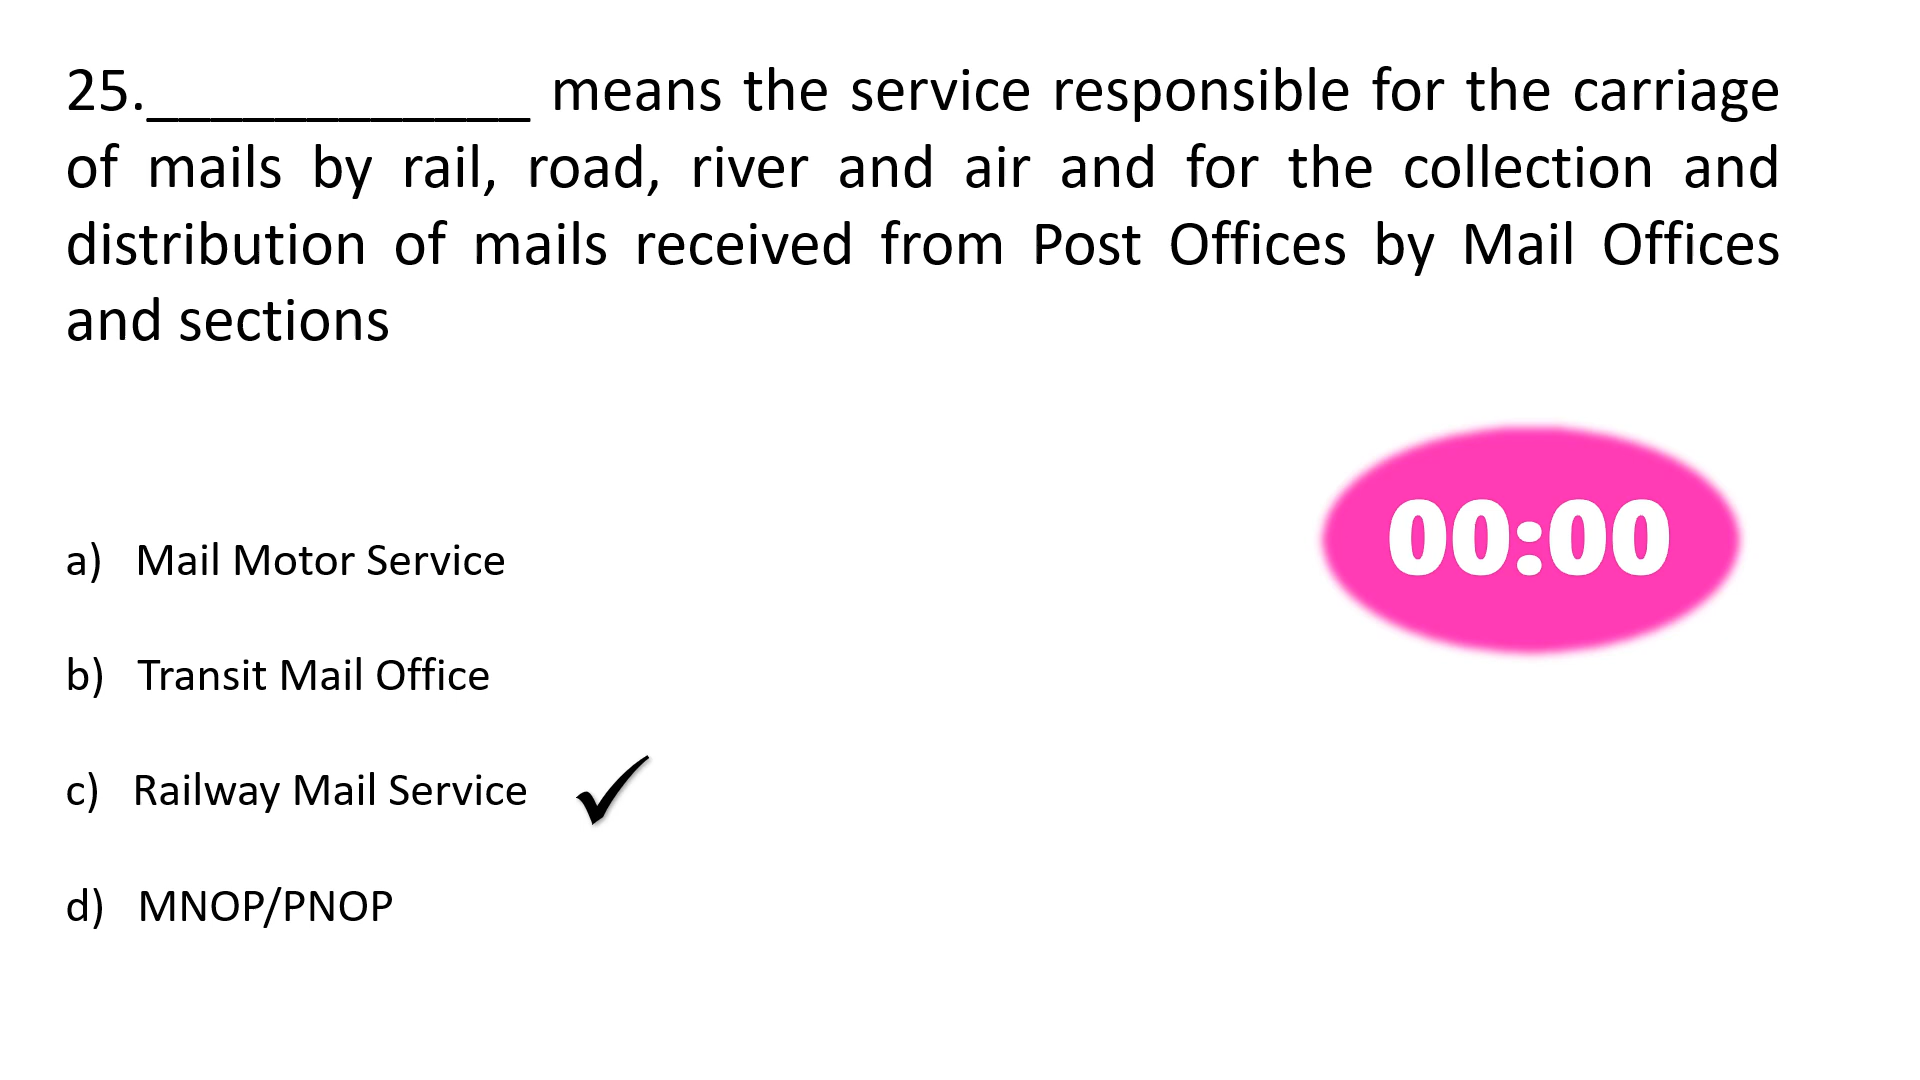 25.____________ means the service responsible for the carriage
of mails by rail, road, river and air and for the collection and
distribution of mails received from Post Offices by Mail Offices
and sections
00:00
a) Mail Motor Service
b) Transit Mail Office
c) Railway Mail Service
d) MNOP/PNOP